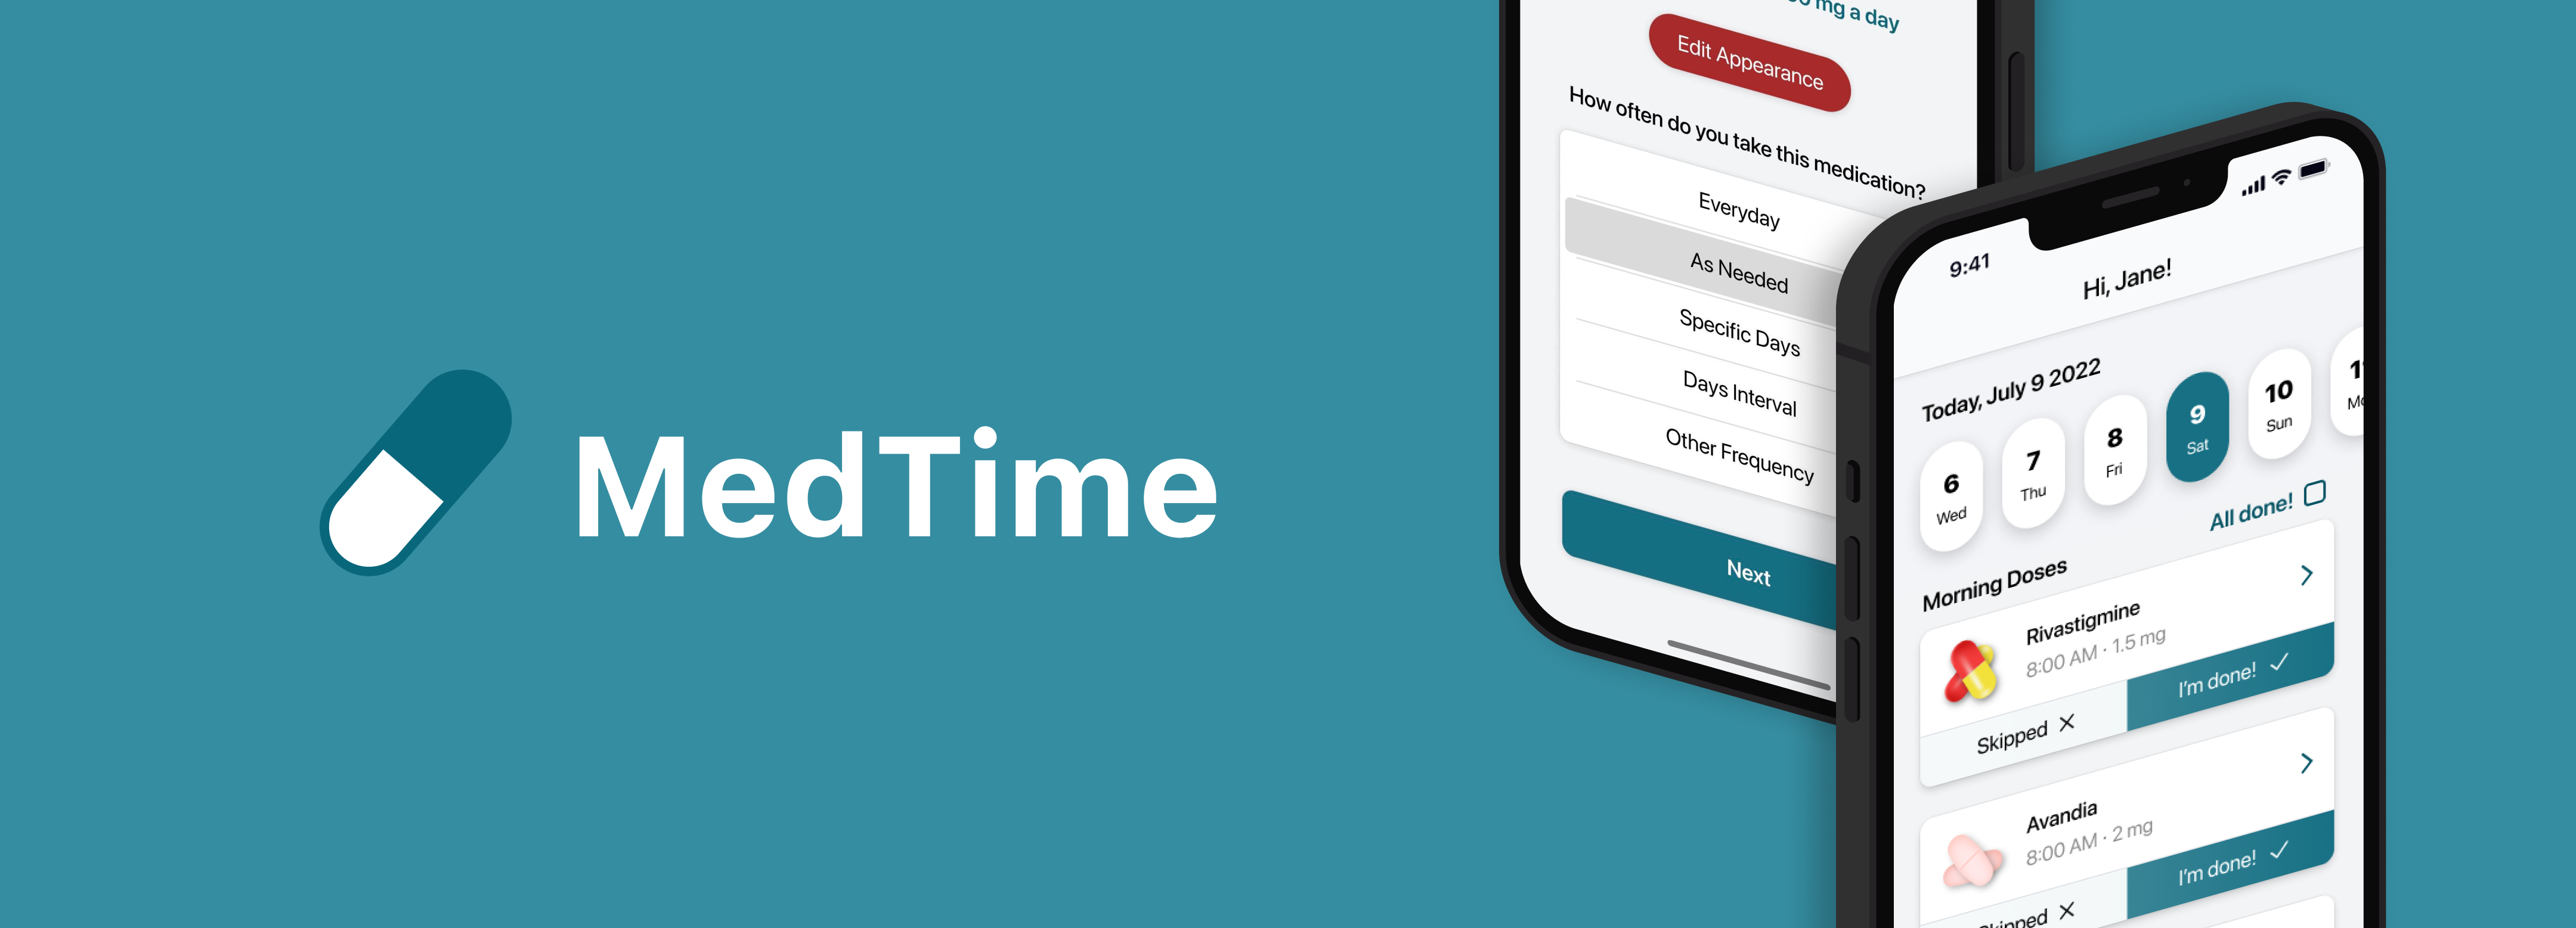 MedTime
mg a day
Edit Appearance
How often do you take this medication?
Everyday
As Needed
Specific Days
Days Interval
Other Frequency
Next
9:41
Hi, Jane!
Today, July 9 2022
6 7 8 9 10
Wed Thu Fri Sat Sun
All done!
Morning Doses
Rivastigmine
8:00 AM · 1.5 mg
Skipped I'm done!
Avandia
8:00 AM · 2 mg
I'm done!